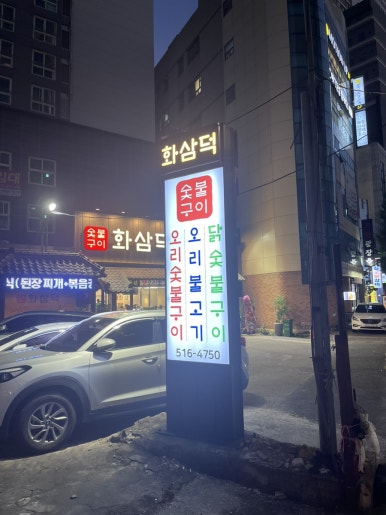 화삼덕
숯불
구이
오리숯불구이
오리불고기
닭숯불구이
516-4750
숯불
구이
화삼덕
식(된장찌개+볶음